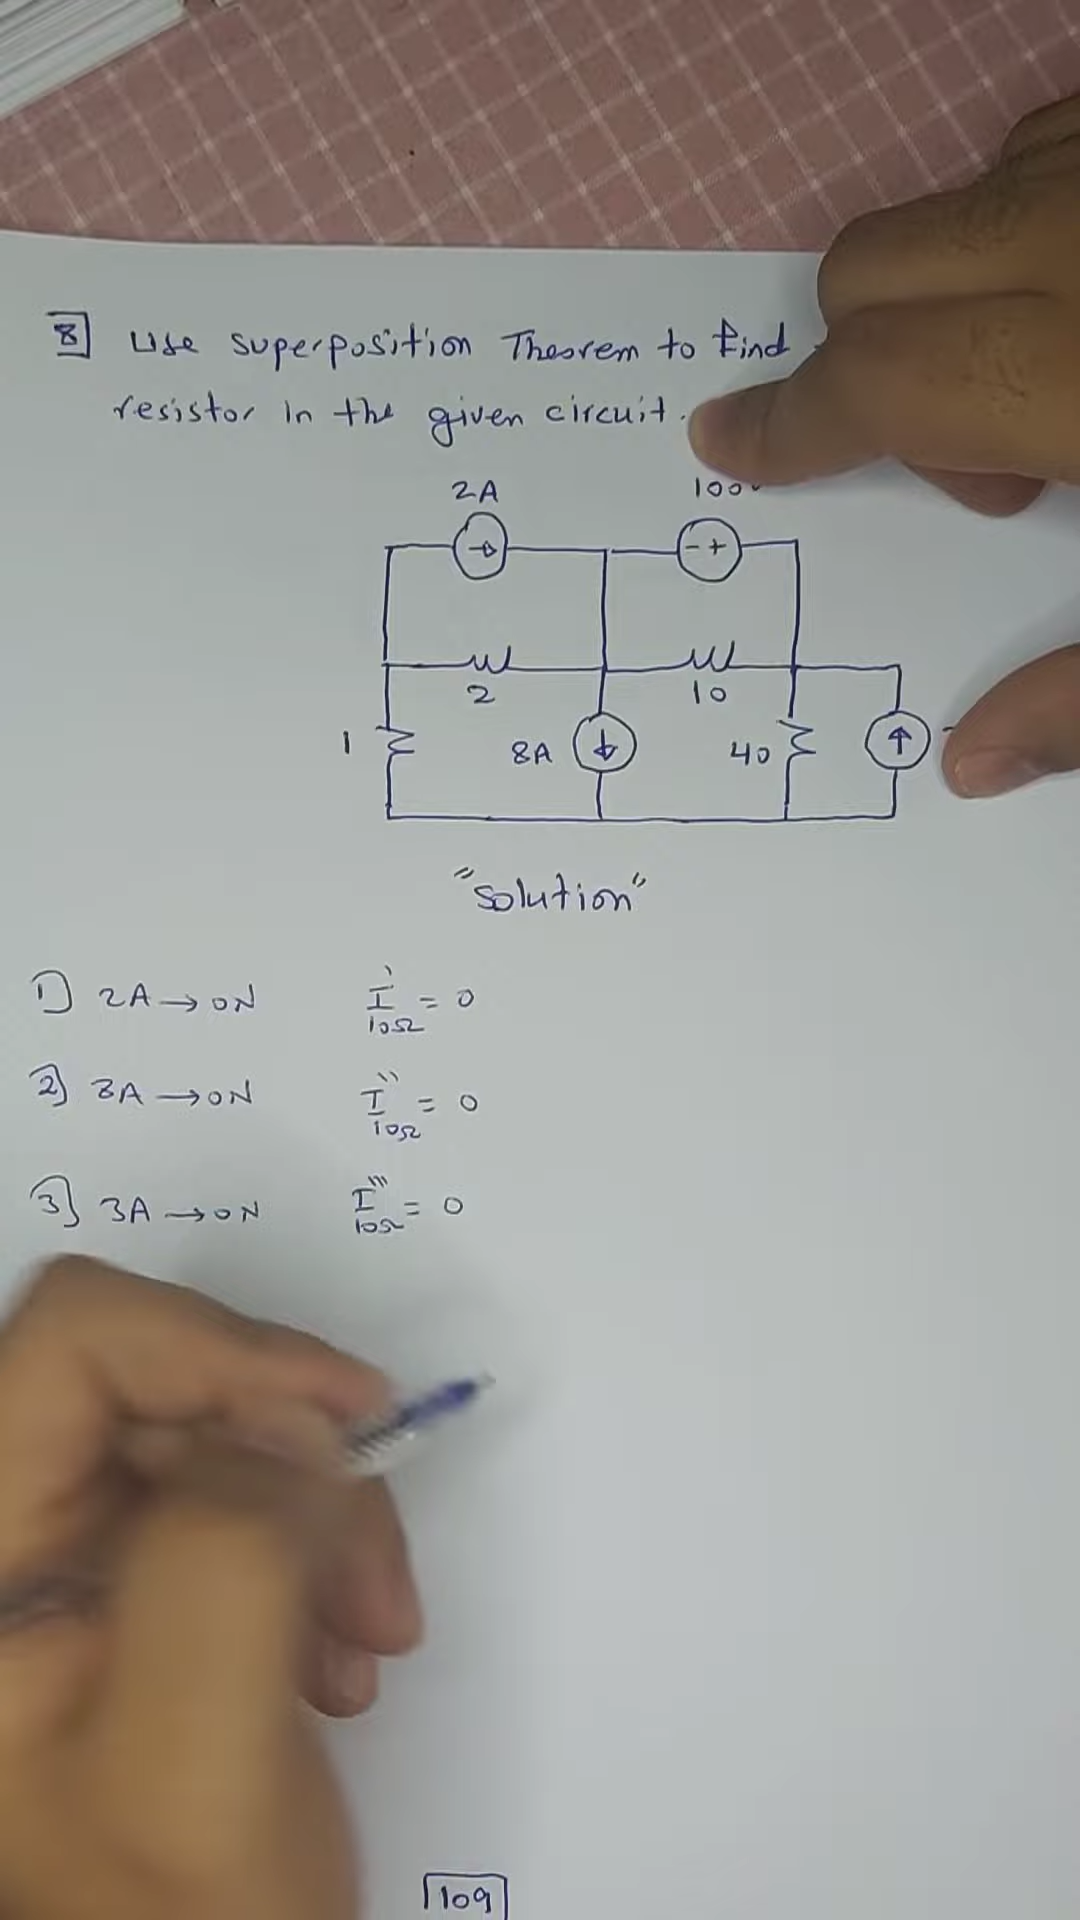 8 Use superposition Theorem to find
resistor in the given circuit.
2A
- +
2
10
1
8A
40
"solution"
1) 2A → ON I' 10Ω = 0
2) 8A → ON I'' 10Ω = 0
3) 3A → ON I''' 10Ω = 0
109